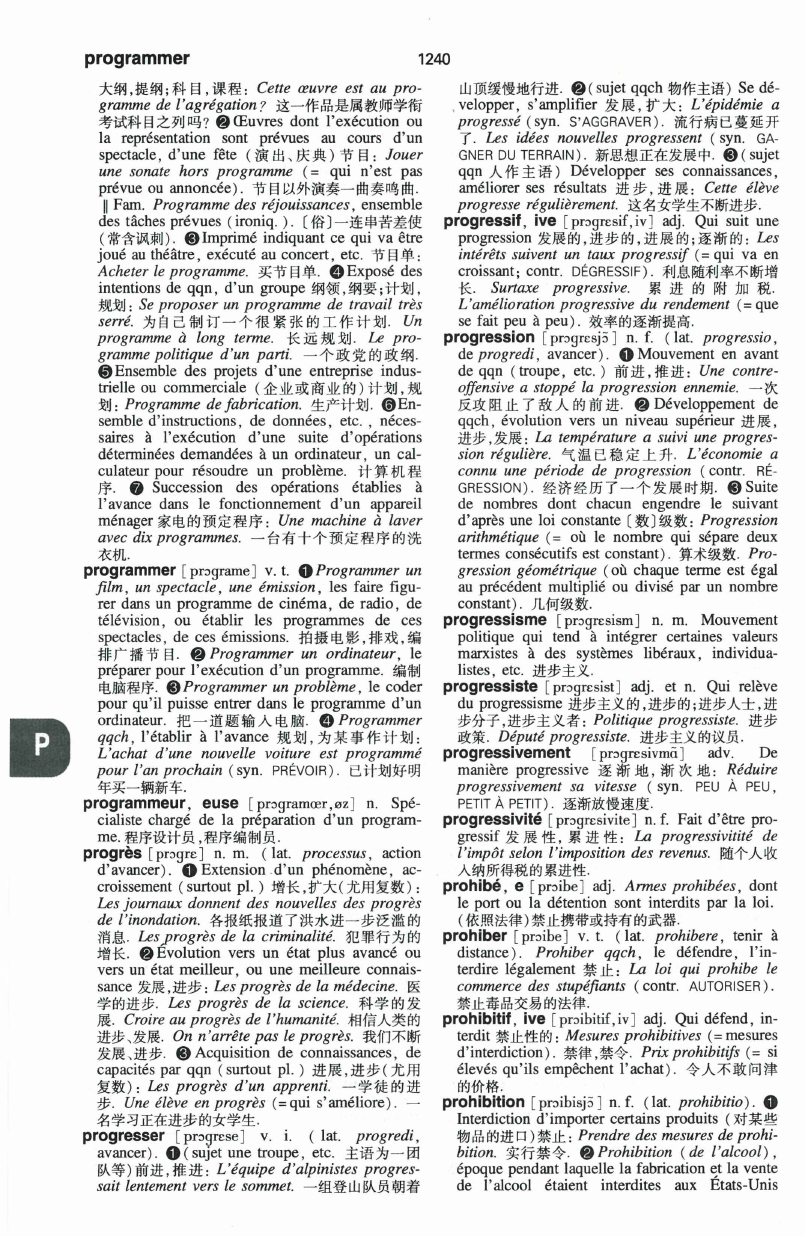 programmer
1240
大纲,提纲;科目,课程: Cette œuvre est au pro-
gramme de l'agrégation? 这一作品是属教师学衔
考试科目之列吗? ❷ Œuvres dont l'exécution ou
la représentation sont prévues au cours d'un
spectacle, d'une fête (演出、庆典) 节目: Jouer
une sonate hors programme (= qui n'est pas
prévue ou annoncée). 节目以外演奏一曲奏鸣曲.
‖ Fam. Programme des réjouissances, ensemble
des tâches prévues (ironiq.). 〔俗〕一连串苦差使
(常含讽刺). ❸ Imprimé indiquant ce qui va être
joué au théâtre, exécuté au concert, etc. 节目单:
Acheter le programme. 买节目单. ❹ Exposé des
intentions de qqn, d'un groupe 纲领,纲要;计划,
规划: Se proposer un programme de travail très
serré. 为自己制订一个很紧张的工作计划. Un
programme à long terme. 长远规划. Le pro-
gramme politique d'un parti. 一个政党的政纲.
❺ Ensemble des projets d'une entreprise indus-
trielle ou commerciale (企业或商业的) 计划,规
划: Programme de fabrication. 生产计划. ❻ En-
semble d'instructions, de données, etc., néces-
saires à l'exécution d'une suite d'opérations
déterminées demandées à un ordinateur, un cal-
culateur pour résoudre un problème. 计算机程
序. ❼ Succession des opérations établies à
l'avance dans le fonctionnement d'un appareil
ménager 家电的预定程序: Une machine à laver
avec dix programmes. 一台有十个预定程序的洗
衣机.
programmer [prɔgrame] v. t. ❶ Programmer un
film, un spectacle, une émission, les faire figu-
rer dans un programme de cinéma, de radio, de
télévision, ou établir les programmes de ces
spectacles, de ces émissions. 拍摄电影,排戏,编
排广播节目. ❷ Programmer un ordinateur, le
préparer pour l'exécution d'un programme. 编制
电脑程序. ❸ Programmer un problème, le coder
pour qu'il puisse entrer dans le programme d'un
ordinateur. 把一道题输入电脑. ❹ Programmer
qqch, l'établir à l'avance 规划,为某事作计划:
L'achat d'une nouvelle voiture est programmé
pour l'an prochain (syn. PRÉVOIR). 已计划好明
年买一辆新车.
programmeur, euse [prɔgramœr,øz] n. Spé-
cialiste chargé de la préparation d'un program-
me. 程序设计员,程序编制员.
progrès [prɔgrɛ] n. m. (lat. processus, action
d'avancer). ❶ Extension d'un phénomène, ac-
croissement (surtout pl.) 增长,扩大(尤用复数):
Les journaux donnent des nouvelles des progrès
de l'inondation. 各报纸报道了洪水进一步泛滥的
消息. Les progrès de la criminalité. 犯罪行为的
增长. ❷ Évolution vers un état plus avancé ou
vers un état meilleur, ou une meilleure connais-
sance 发展,进步: Les progrès de la médecine. 医
学的进步. Les progrès de la science. 科学的发
展. Croire au progrès de l'humanité. 相信人类的
进步、发展. On n'arrête pas le progrès. 我们不断
发展、进步. ❸ Acquisition de connaissances, de
capacités par qqn (surtout pl.) 进展,进步(尤用
复数): Les progrès d'un apprenti. 一学徒的进
步. Une élève en progrès (= qui s'améliore). 一
名学习正在进步的女学生.
progresser [prɔgrɛse] v. i. (lat. progredi,
avancer). ❶ (sujet une troupe, etc. 主语为一团
队等) 前进,推进: L'équipe d'alpinistes progres-
sait lentement vers le sommet. 一组登山队员朝着
山顶缓慢地行进. ❷ (sujet qqch 物作主语) Se dé-
velopper, s'amplifier 发展,扩大: L'épidémie a
progressé (syn. S'AGGRAVER). 流行病已蔓延开
了. Les idées nouvelles progressent (syn. GA-
GNER DU TERRAIN). 新思想正在发展中. ❸ (sujet
qqn 人作主语) Développer ses connaissances,
améliorer ses résultats 进步,进展: Cette élève
progresse régulièrement. 这名女学生不断进步.
progressif, ive [prɔgrɛsif,iv] adj. Qui suit une
progression 发展的,进步的,进展的;逐渐的: Les
intérêts suivent un taux progressif (= qui va en
croissant; contr. DÉGRESSIF). 利息随利率不断增
长. Surtaxe progressive. 累进的附加税.
L'amélioration progressive du rendement (= que
se fait peu à peu). 效率的逐渐提高.
progression [prɔgrɛsjɔ̃] n. f. (lat. progressio,
de progredi, avancer). ❶ Mouvement en avant
de qqn (troupe, etc.) 前进,推进: Une contre-
offensive a stoppé la progression ennemie. 一次
反攻阻止了敌人的前进. ❷ Développement de
qqch, évolution vers un niveau supérieur 进展,
进步,发展: La température a suivi une progres-
sion régulière. 气温已稳定上升. L'économie a
connu une période de progression (contr. RÉ-
GRESSION). 经济经历了一个发展时期. ❸ Suite
de nombres dont chacun engendre le suivant
d'après une loi constante 〔数〕级数: Progression
arithmétique (= où le nombre qui sépare deux
termes consécutifs est constant). 算术级数. Pro-
gression géométrique (où chaque terme est égal
au précédent multiplié ou divisé par un nombre
constant). 几何级数.
progressisme [prɔgrɛsism] n. m. Mouvement
politique qui tend à intégrer certaines valeurs
marxistes à des systèmes libéraux, individua-
listes, etc. 进步主义.
progressiste [prɔgrɛsist] adj. et n. Qui relève
du progressisme 进步主义的,进步的;进步人士,进
步分子,进步主义者: Politique progressiste. 进步
政策. Député progressiste. 进步主义的议员.
progressivement [prɔgrɛsivmɑ̃] adv. De
manière progressive 逐渐地,渐次地: Réduire
progressivement sa vitesse (syn. PEU À PEU,
PETIT À PETIT). 逐渐放慢速度.
progressivité [prɔgrɛsivite] n. f. Fait d'être pro-
gressif 发展性,累进性: La progressivitité de
l'impôt selon l'imposition des revenus. 随个人收
入纳所得税的累进性.
prohibé, e [prɔibe] adj. Armes prohibées, dont
le port ou la détention sont interdits par la loi.
(依照法律)禁止携带或持有的武器.
prohiber [prɔibe] v. t. (lat. prohibere, tenir à
distance). Prohiber qqch, le défendre, l'in-
terdire légalement 禁止: La loi qui prohibe le
commerce des stupéfiants (contr. AUTORISER).
禁止毒品交易的法律.
prohibitif, ive [prɔibitif,iv] adj. Qui défend, in-
terdit 禁止性的: Mesures prohibitives (= mesures
d'interdiction). 禁律,禁令. Prix prohibitifs (= si
élevés qu'ils empêchent l'achat). 令人不敢问津
的价格.
prohibition [prɔibisjɔ̃] n. f. (lat. prohibitio). ❶
Interdiction d'importer certains produits (对某些
物品的进口) 禁止: Prendre des mesures de prohi-
bition. 实行禁令. ❷ Prohibition (de l'alcool),
époque pendant laquelle la fabrication et la vente
de l'alcool étaient interdites aux États-Unis
P